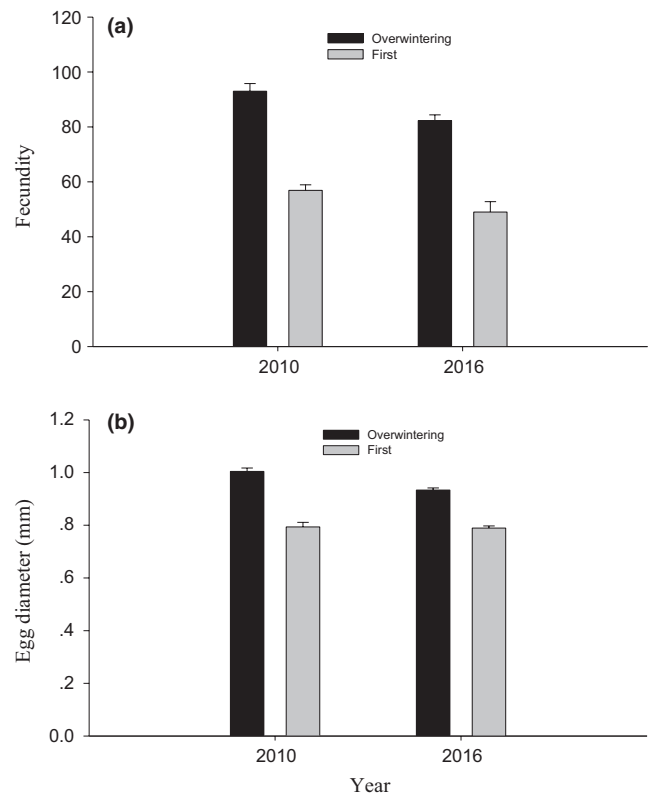 (a)
Overwintering
First
120
100
80
60
40
20
0
Fecundity
2010 2016
(b)
Overwintering
First
1.2
1.0
.8
.6
.4
.2
0.0
Egg diameter (mm)
2010 2016
Year